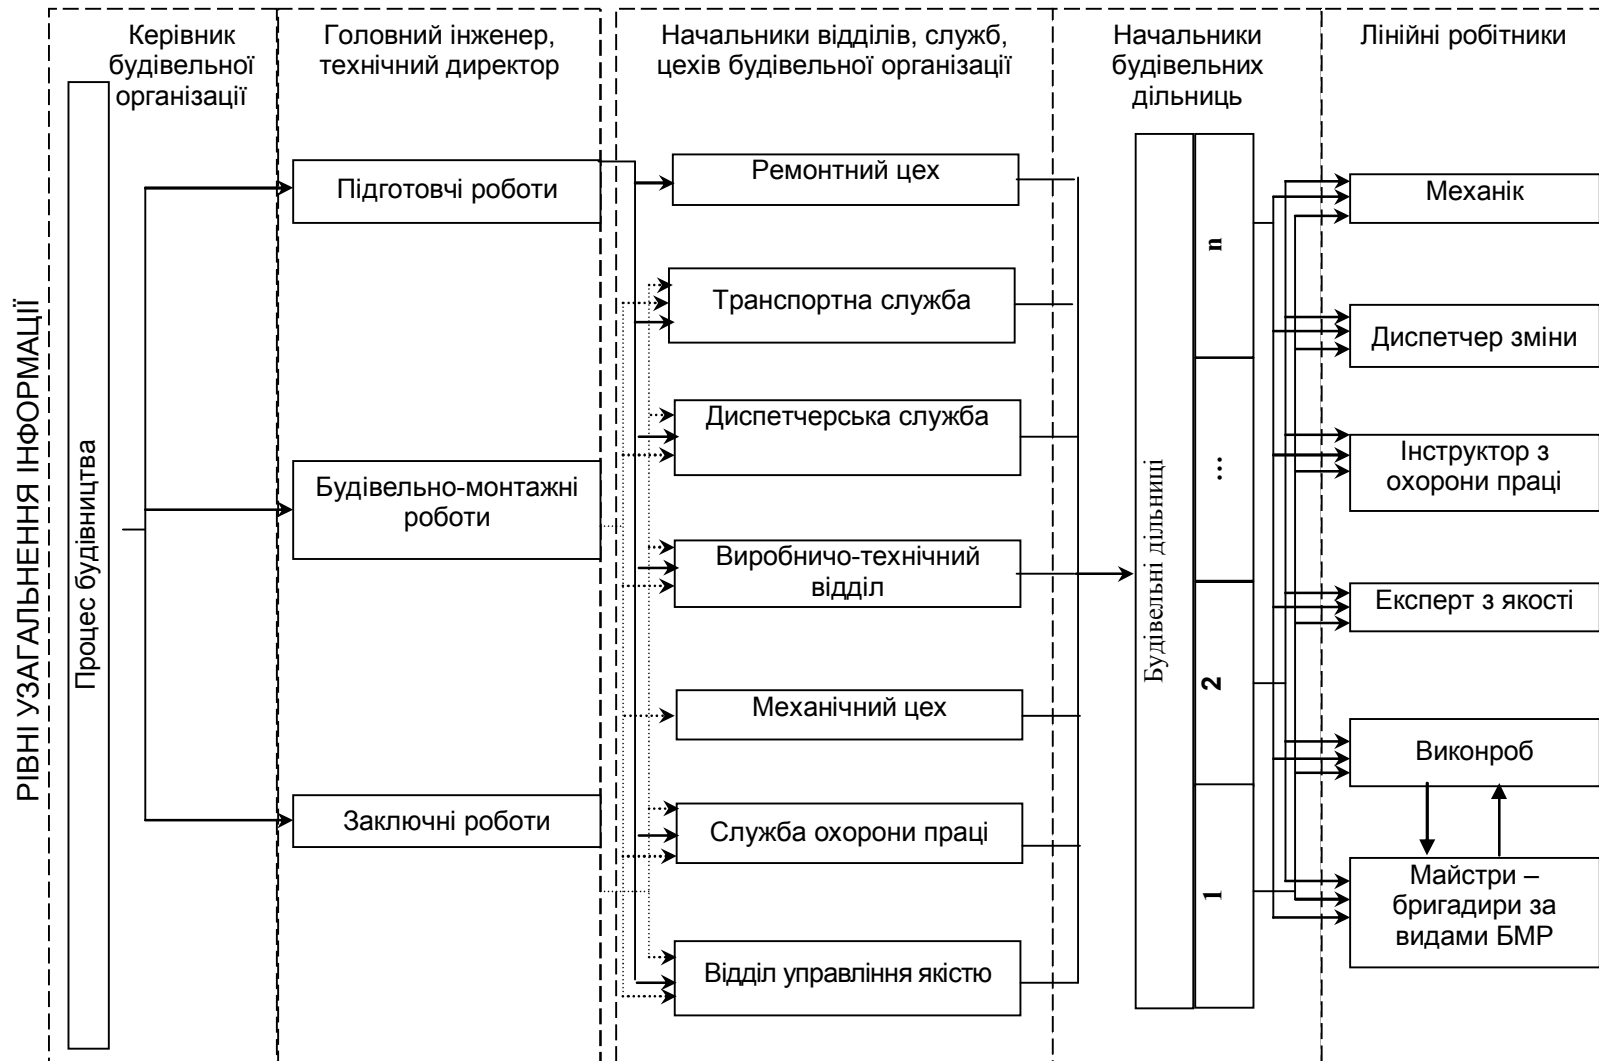 РІВНІ УЗАГАЛЬНЕННЯ ІНФОРМАЦІЇ
Керівник
будівельної
організації
Процес будівництва
Головний інженер,
технічний директор
Підготовчі роботи
Будівельно-монтажні
роботи
Заключні роботи
Начальники відділів, служб,
цехів будівельної організації
Ремонтний цех
Транспортна служба
Диспетчерська служба
Виробничо-технічний
відділ
Механічний цех
Служба охорони праці
Відділ управління якістю
Начальники
будівельних
дільниць
Будівельні дільниці
n
...
2
1
Лінійні робітники
Механік
Диспетчер зміни
Інструктор з
охорони праці
Експерт з якості
Виконроб
Майстри –
бригадири за
видами БМР